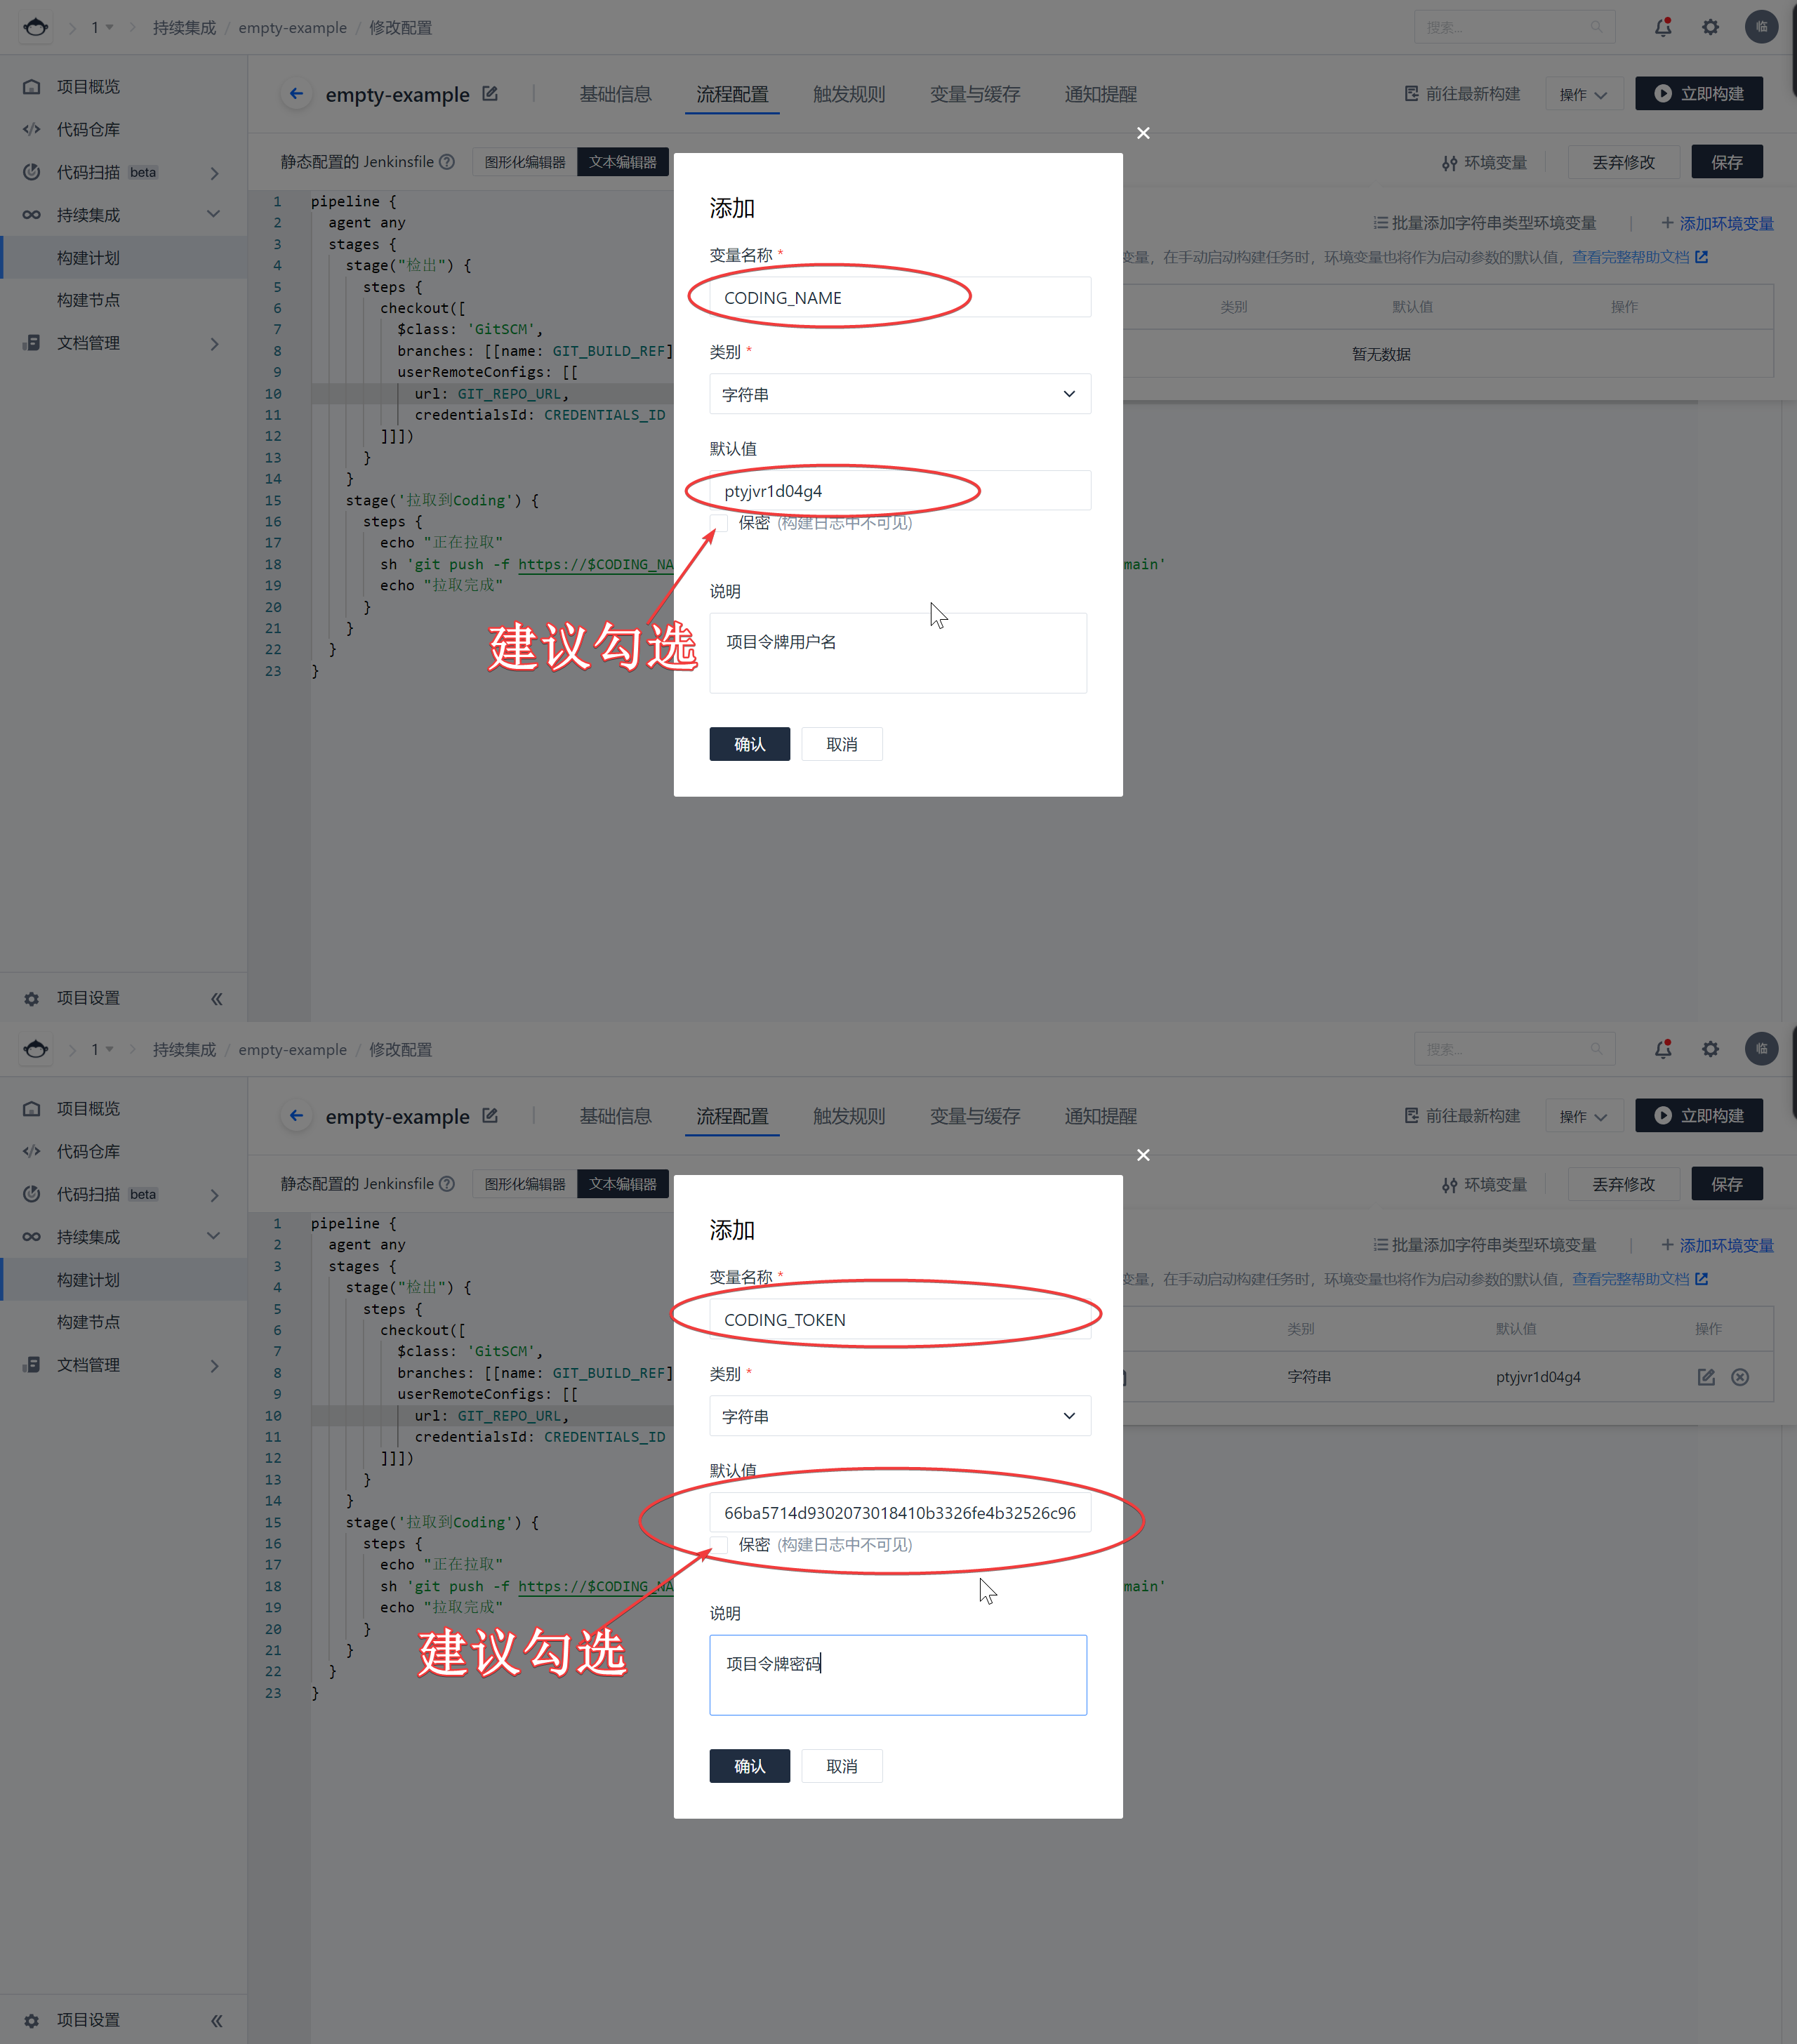 1
持续集成 / empty-example / 修改配置
搜索...
临
项目概览
代码仓库
代码扫描 beta
持续集成
构建计划
构建节点
文档管理
项目设置
empty-example
基础信息 流程配置 触发规则 变量与缓存 通知提醒
前往最新构建 操作 立即构建
静态配置的 Jenkinsfile 图形化编辑器 文本编辑器
环境变量 丢弃修改 保存
批量添加字符串类型环境变量 添加环境变量
变量，在手动启动构建任务时，环境变量也将作为启动参数的默认值，查看完整帮助文档
类别 默认值 操作
暂无数据
1 pipeline {
2 agent any
3 stages {
4 stage("检出") {
5 steps {
6 checkout([
7 $class: 'GitSCM',
8 branches: [[name: GIT_BUILD_REF]
9 userRemoteConfigs: [[
10 url: GIT_REPO_URL,
11 credentialsId: CREDENTIALS_ID
12 ]]])
13 }
14 }
15 stage('拉取到Coding') {
16 steps {
17 echo "正在拉取"
18 sh 'git push -f https://$CODING_NA main'
19 echo "拉取完成"
20 }
21 }
22 }
23 }
添加
变量名称 *
CODING_NAME
类别 *
字符串
默认值
ptyjvr1d04g4
保密 (构建日志中不可见)
建议勾选
说明
项目令牌用户名
确认 取消
1
持续集成 / empty-example / 修改配置
搜索...
临
项目概览
代码仓库
代码扫描 beta
持续集成
构建计划
构建节点
文档管理
项目设置
empty-example
基础信息 流程配置 触发规则 变量与缓存 通知提醒
前往最新构建 操作 立即构建
静态配置的 Jenkinsfile 图形化编辑器 文本编辑器
环境变量 丢弃修改 保存
批量添加字符串类型环境变量 添加环境变量
变量，在手动启动构建任务时，环境变量也将作为启动参数的默认值，查看完整帮助文档
类别 默认值 操作
字符串 ptyjvr1d04g4
1 pipeline {
2 agent any
3 stages {
4 stage("检出") {
5 steps {
6 checkout([
7 $class: 'GitSCM',
8 branches: [[name: GIT_BUILD_REF]
9 userRemoteConfigs: [[
10 url: GIT_REPO_URL,
11 credentialsId: CREDENTIALS_ID
12 ]]])
13 }
14 }
15 stage('拉取到Coding') {
16 steps {
17 echo "正在拉取"
18 sh 'git push -f https://$CODING_NA main'
19 echo "拉取完成"
20 }
21 }
22 }
23 }
添加
变量名称 *
CODING_TOKEN
类别 *
字符串
默认值
66ba5714d9302073018410b3326fe4b32526c96
保密 (构建日志中不可见)
建议勾选
说明
项目令牌密码
确认 取消